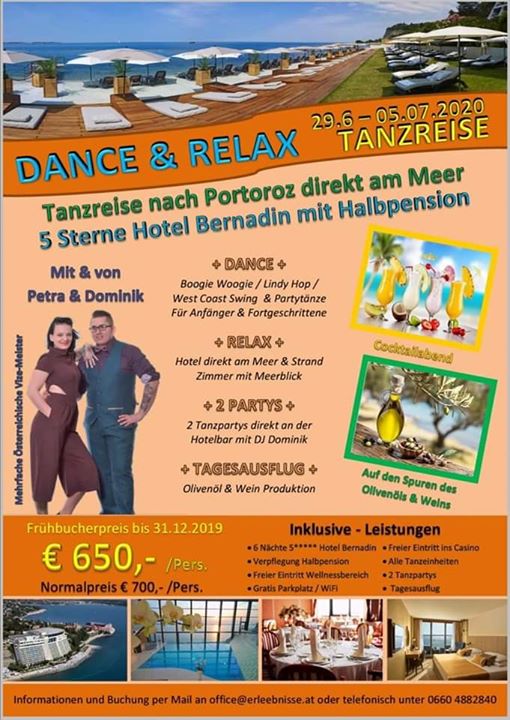 29.6 – 05.07.2020
DANCE & RELAX TANZREISE
Tanzreise nach Portoroz direkt am Meer
5 Sterne Hotel Bernadin mit Halbpension
Mit & von
Petra & Dominik
Mehrfache Österreichische Vize-Meister
+ DANCE +
Boogie Woogie / Lindy Hop /
West Coast Swing & Partytänze
Für Anfänger & Fortgeschrittene
+ RELAX +
Hotel direkt am Meer & Strand
Zimmer mit Meerblick
+ 2 PARTYS +
2 Tanzpartys direkt an der
Hotelbar mit DJ Dominik
+ TAGESAUSFLUG +
Olivenöl & Wein Produktion
Cocktailabend
Auf den Spuren des
Olivenöls & Weins
Frühbucherpreis bis 31.12.2019
€ 650,- /Pers.
Normalpreis € 700,- /Pers.
Inklusive - Leistungen
• 6 Nächte 5***** Hotel Bernadin
• Verpflegung Halbpension
• Freier Eintritt Wellnessbereich
• Gratis Parkplatz / WiFi
• Freier Eintritt ins Casino
• Alle Tanzeinheiten
• 2 Tanzpartys
• Tagesausflug
Informationen und Buchung per Mail an office@erleebnisse.at oder telefonisch unter 0660 4882840